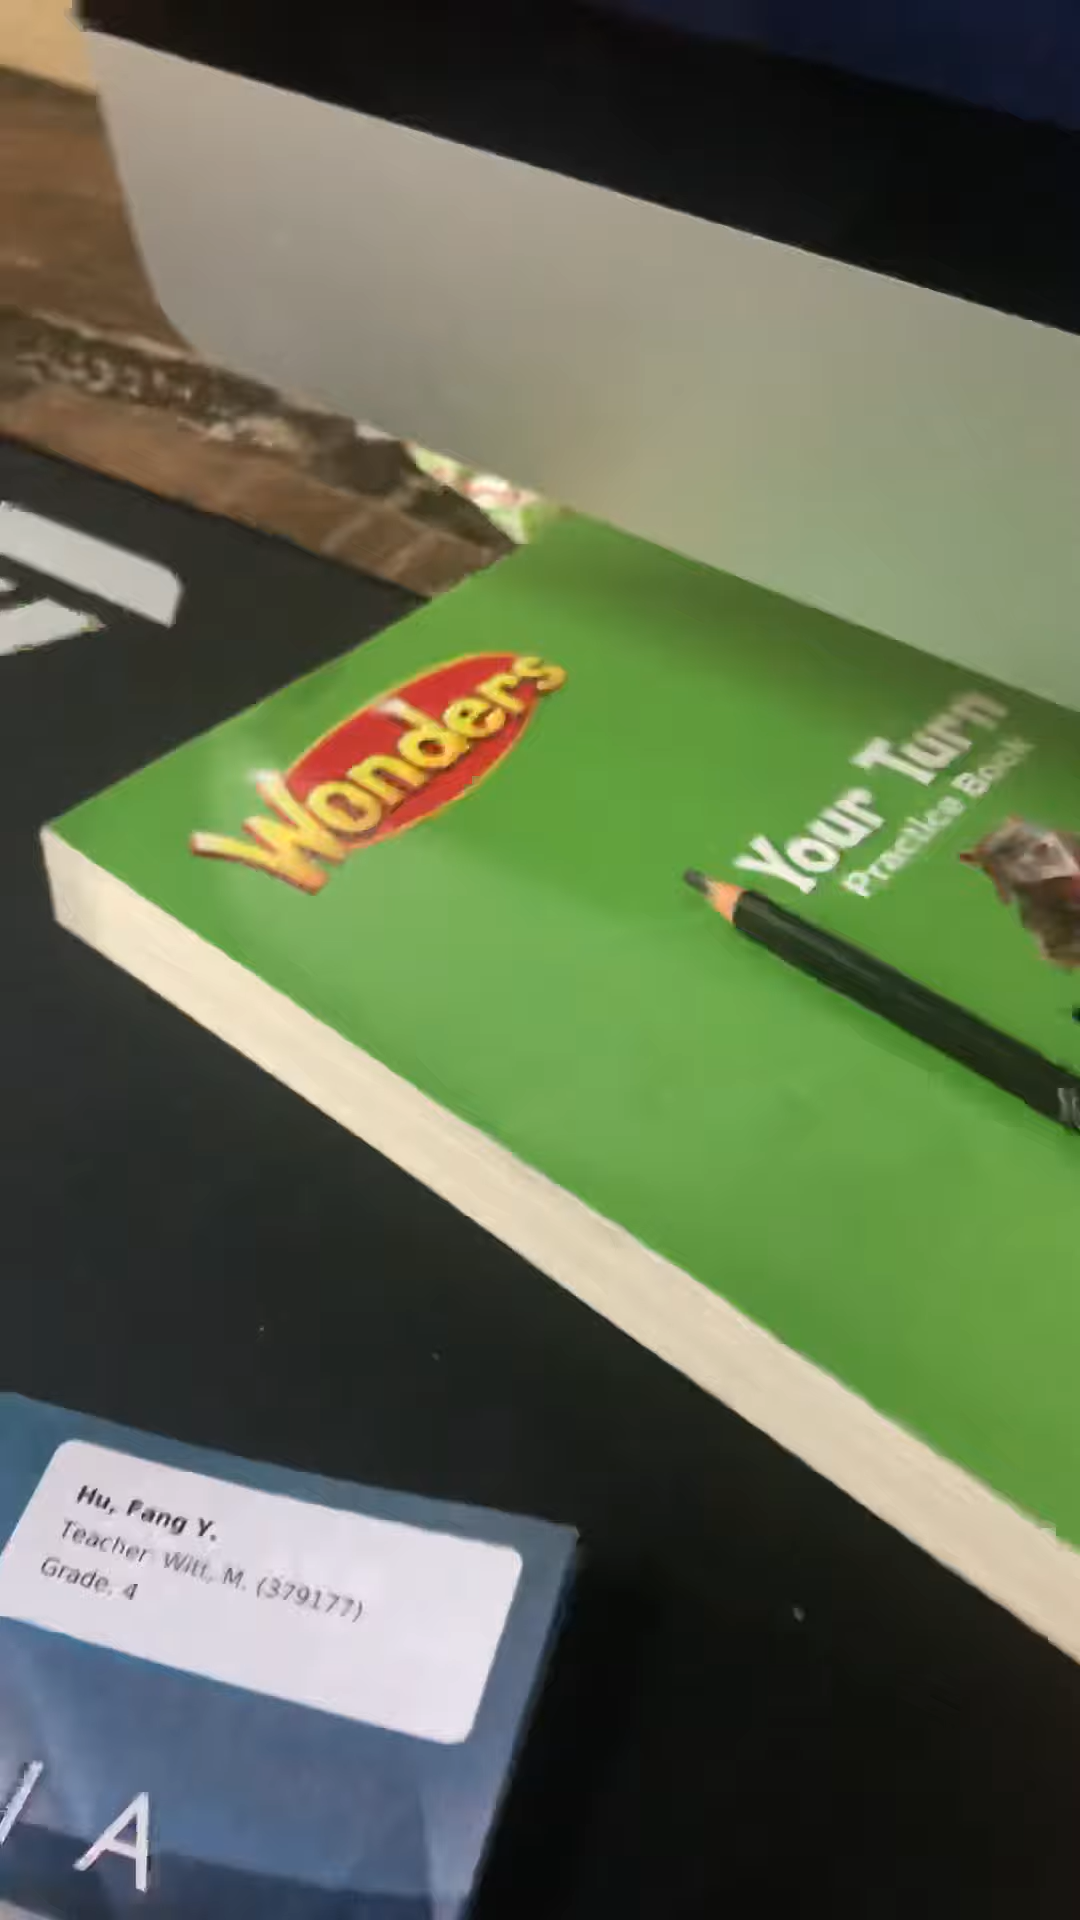 Wonders
Your Turn
Practice Book
Hu, Fang Y.
Teacher: Witt, M. (379177)
Grade: 4
A